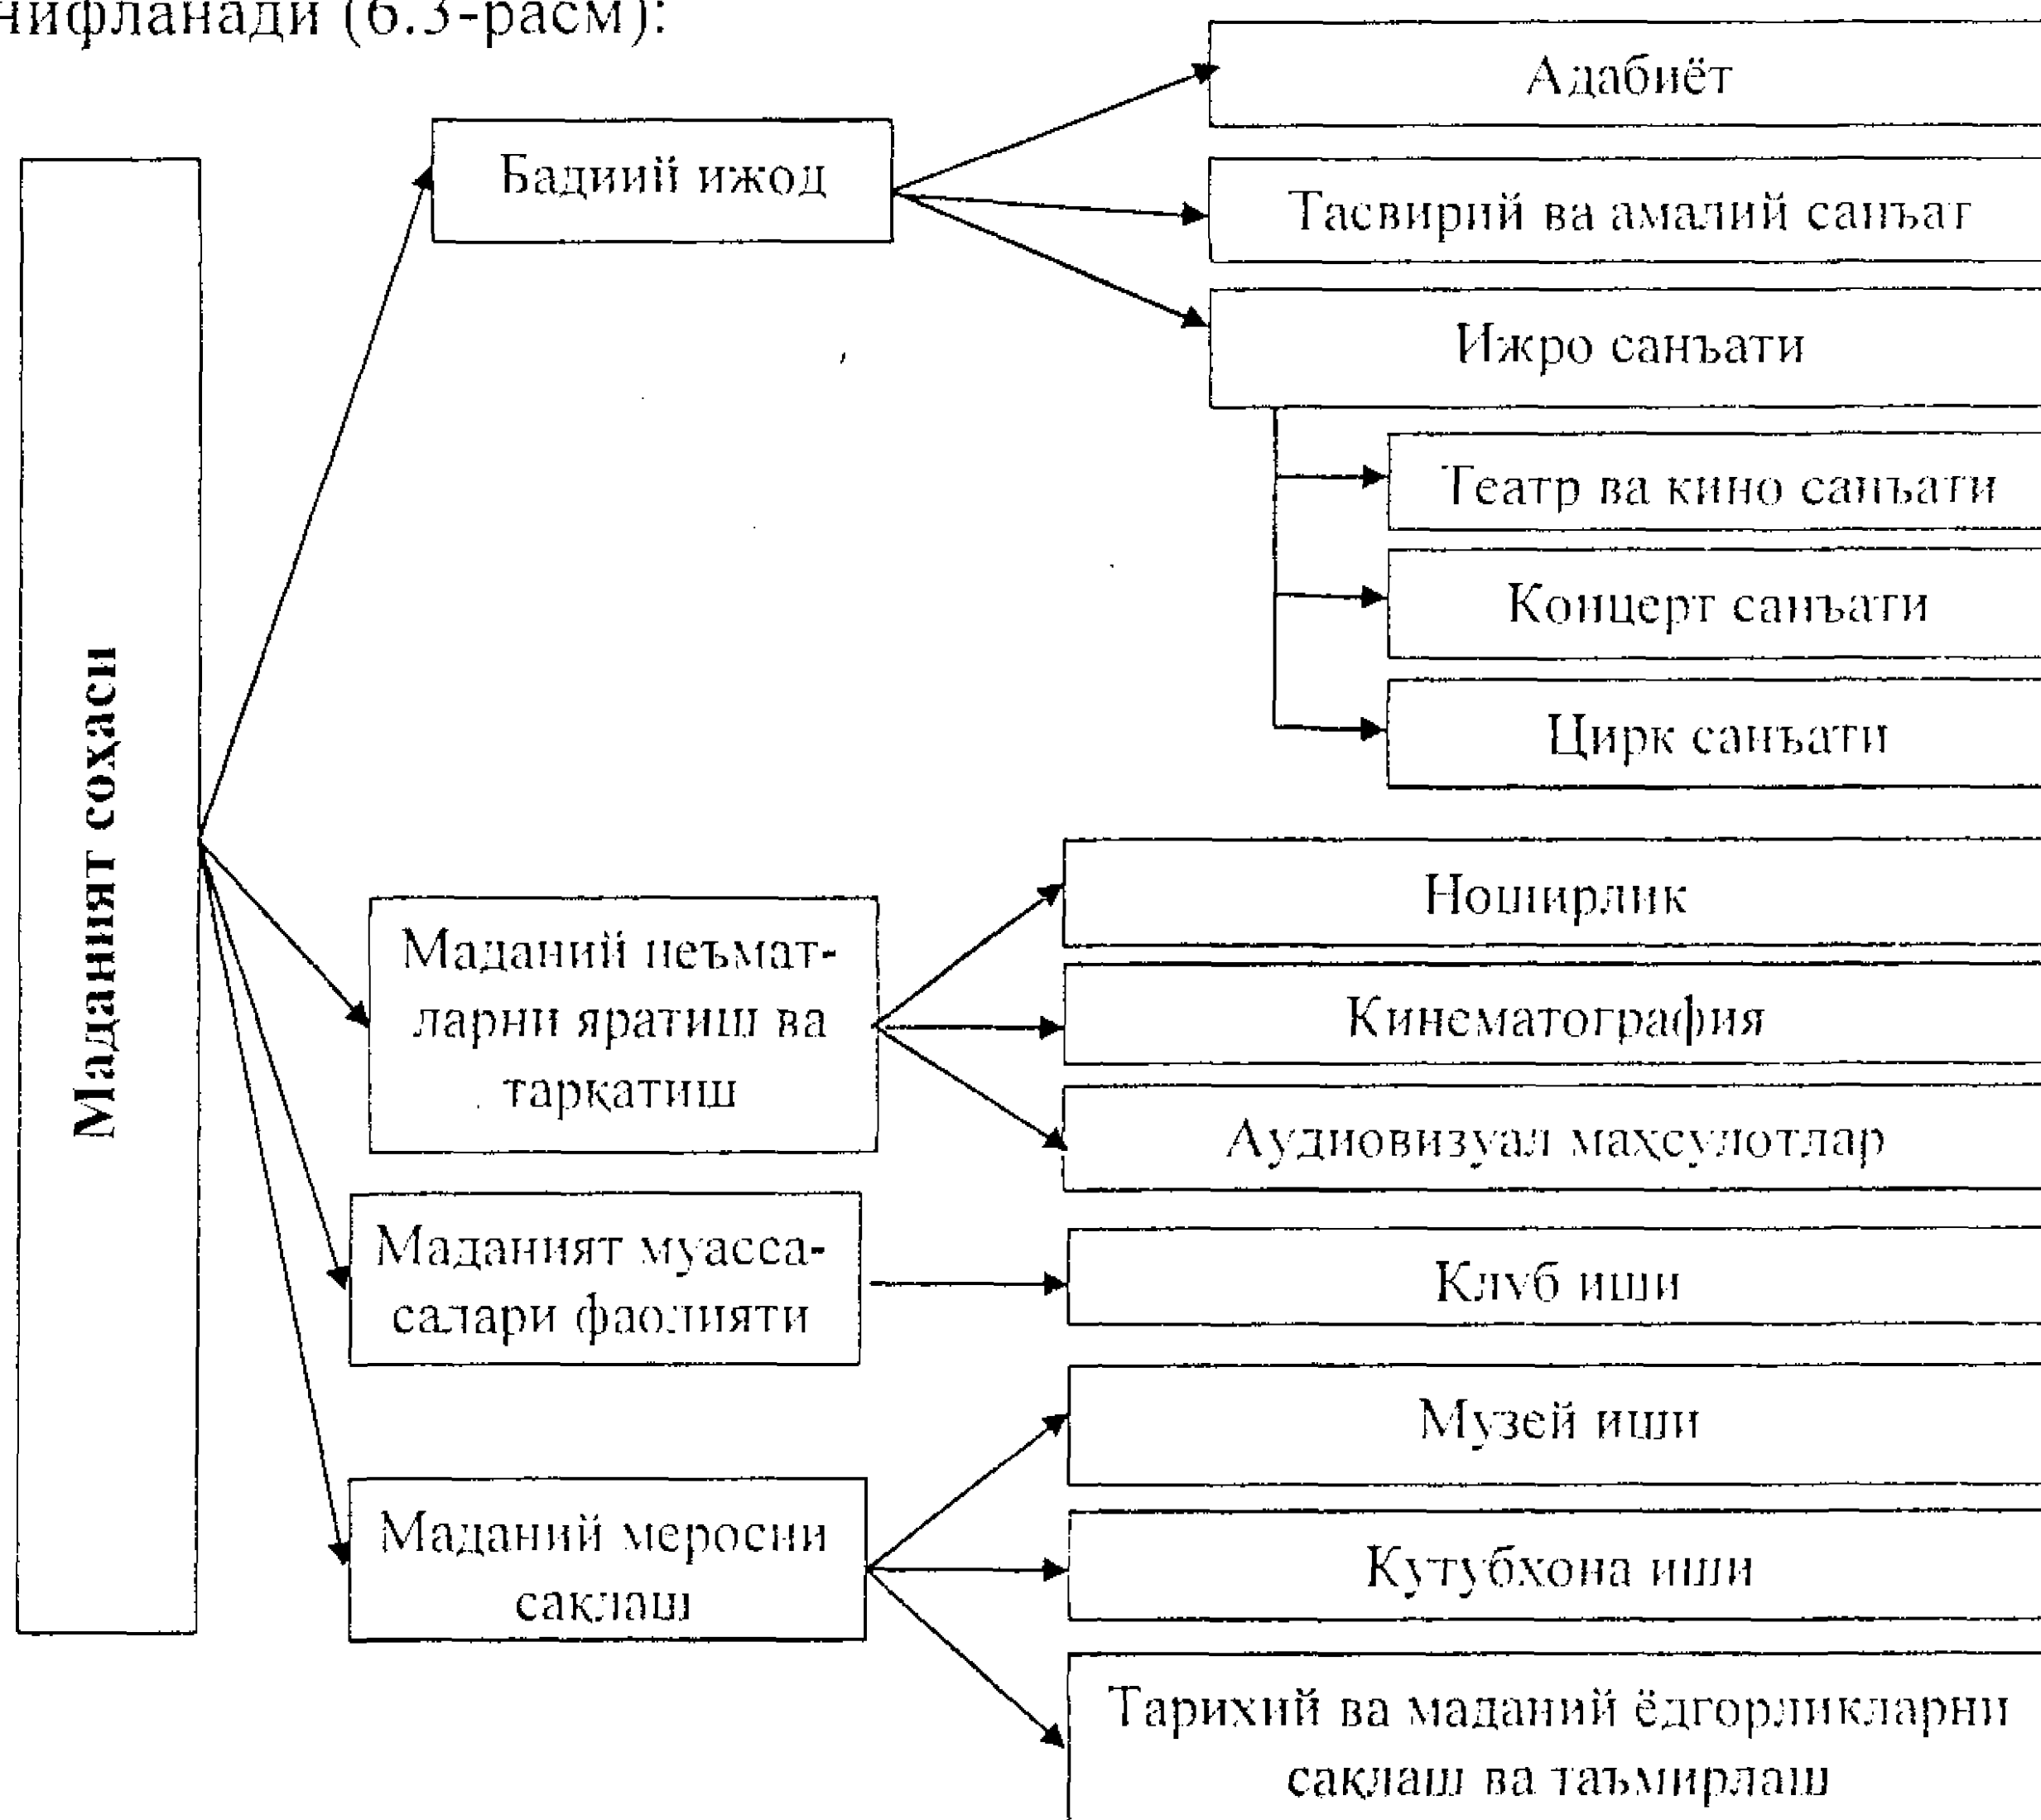 нифланади (6.3-расм):
Маданият соҳаси
Бадиий ижод
Адабиёт
Тасвирий ва амалий санъат
Ижро санъати
Театр ва кино санъати
Концерт санъати
Цирк санъати
Маданий неъмат-
ларни яратиш ва
тарқатиш
Ноширлик
Кинематография
Аудиовизуал маҳсулотлар
Маданият муасса-
салари фаолияти
Клуб иши
Маданий меросни
сақлаш
Музей иши
Кутубхона иши
Тарихий ва маданий ёдгорликларни
сақлаш ва таъмирлаш